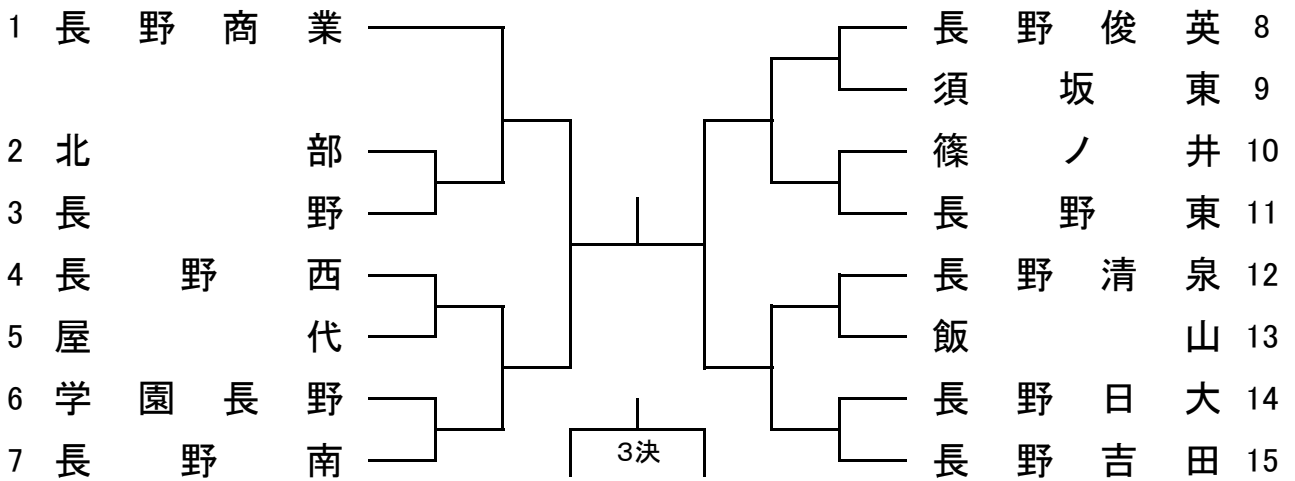 1 長野商業
2 北部
3 長野
4 長野西
5 屋代
6 学園長野
7 長野南
3決
長野俊英 8
須坂東 9
篠ノ井 10
長野東 11
長野清泉 12
飯山 13
長野日大 14
長野吉田 15